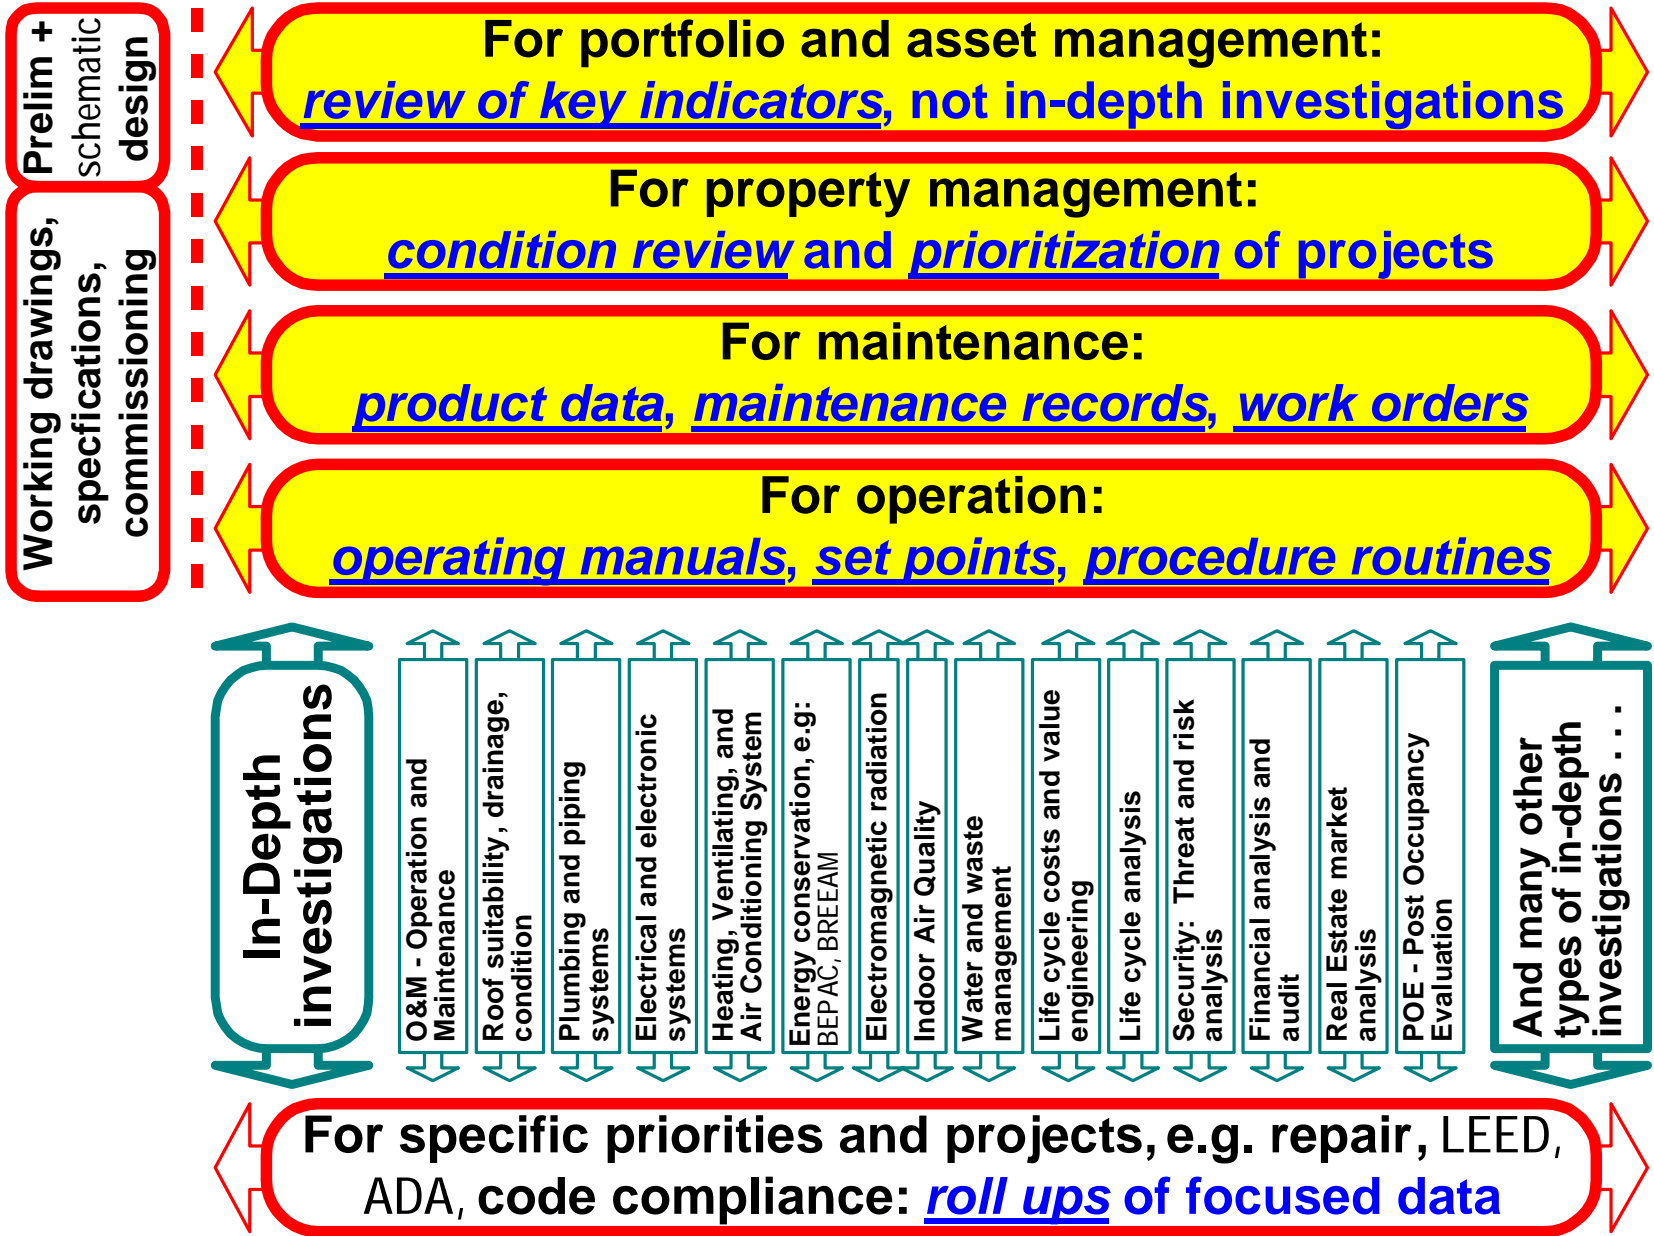 Prelim +
schematic
design
Working drawings,
specfications,
commissioning
For portfolio and asset management:
review of key indicators, not in-depth investigations
For property management:
condition review and prioritization of projects
For maintenance:
product data, maintenance records, work orders
For operation:
operating manuals, set points, procedure routines
In-Depth
investigations
O&M - Operation and
Maintenance
Roof suitability, drainage,
condition
Plumbing and piping
systems
Electrical and electronic
systems
Heating, Ventilating, and
Air Conditioning System
Energy conservation, e.g:
BEPAC, BREEAM
Electromagnetic radiation
Indoor Air Quality
Water and waste
management
Life cycle costs and value
engineering
Life cycle analysis
Security: Threat and risk
analysis
Financial analysis and
audit
Real Estate market
analysis
POE - Post Occupancy
Evaluation
And many other
types of in-depth
investigations . . . .
For specific priorities and projects, e.g. repair, LEED,
ADA, code compliance: roll ups of focused data